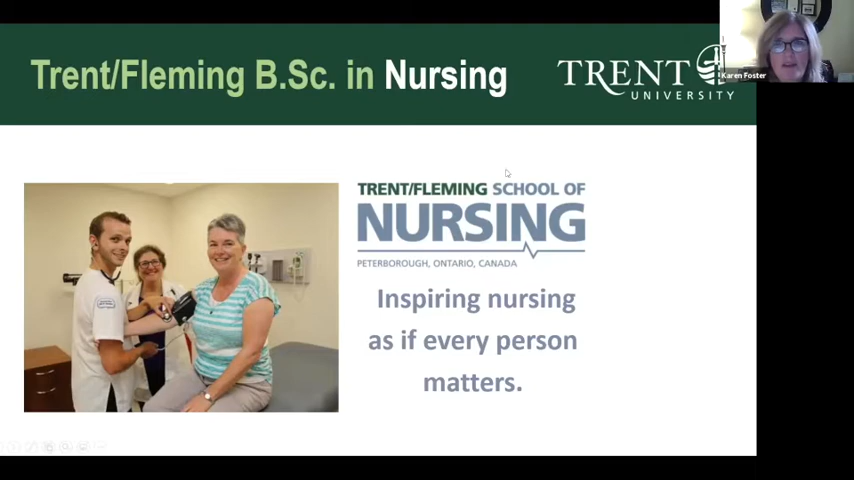 Trent/Fleming B.Sc. in Nursing
TRENT
UNIVERSITY
Karen Foster
TRENT/FLEMING SCHOOL OF
NURSING
PETERBOROUGH, ONTARIO, CANADA
Inspiring nursing
as if every person
matters.